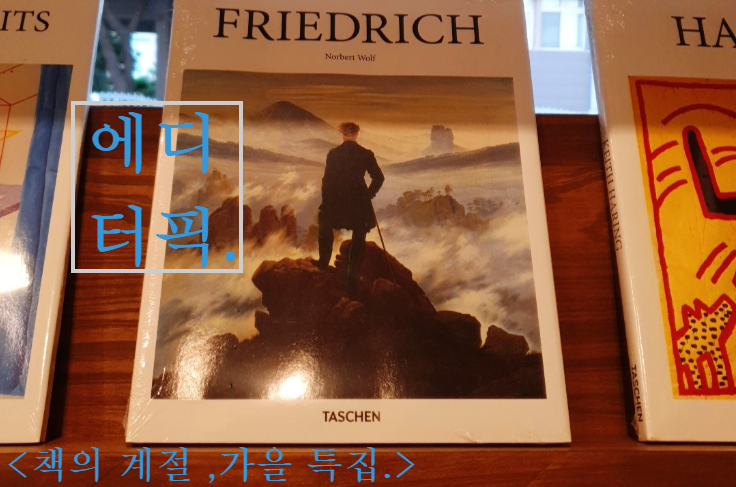 ITS
FRIEDRICH
Norbert Wolf
HA
에디
터픽.
KEITH HARING
TASCHEN
TASCHEN
<책의 계절 ,가을 특집.>